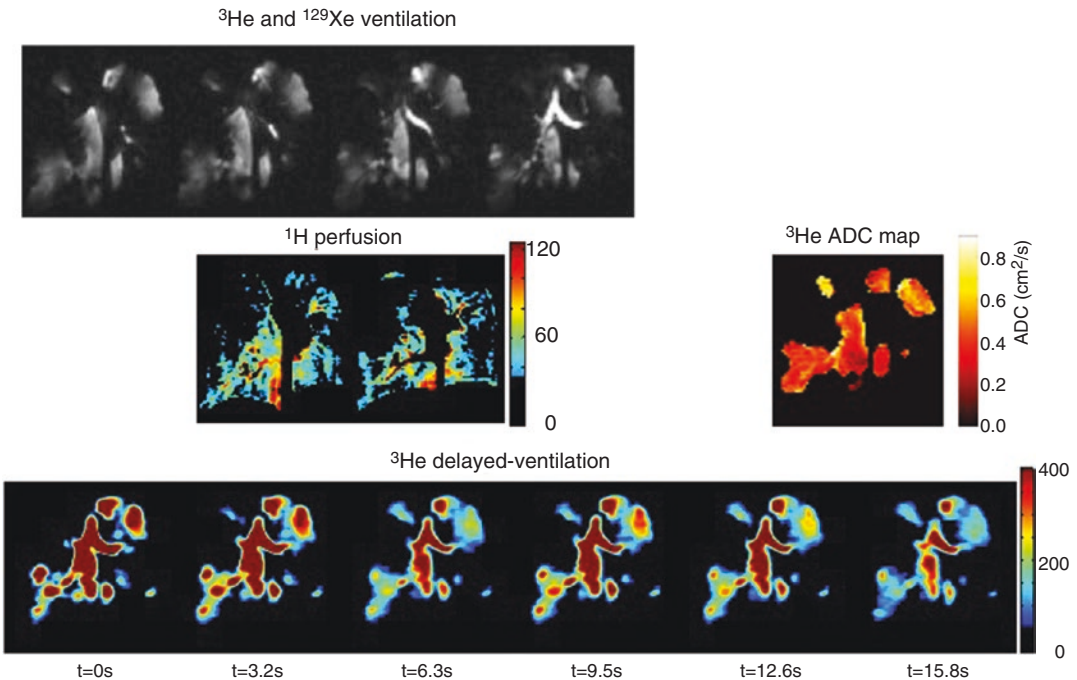 ³He and ¹²⁹Xe ventilation
¹H perfusion
120
60
0
³He ADC map
0.8
0.6
0.4
0.2
0.0
ADC (cm²/s)
³He delayed-ventilation
400
200
0
t=0s
t=3.2s
t=6.3s
t=9.5s
t=12.6s
t=15.8s